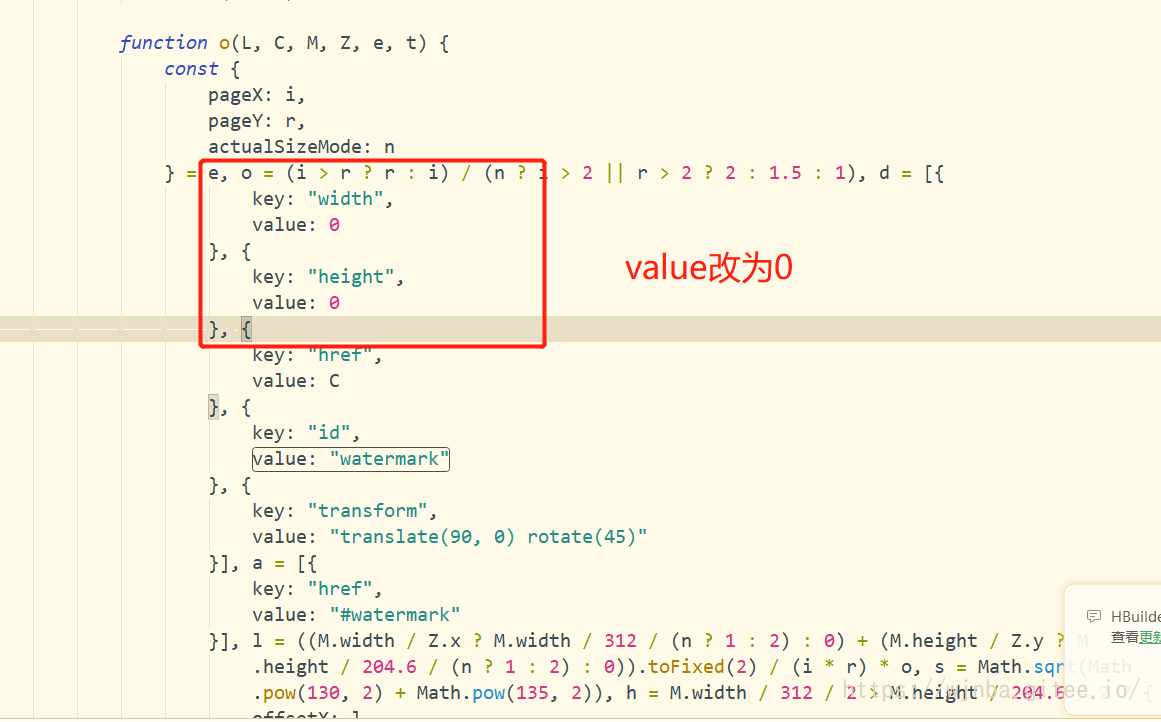 function o(L, C, M, Z, e, t) {
const {
pageX: i,
pageY: r,
actualSizeMode: n
} = e, o = (i > r ? r : i) / (n ? i > 2 || r > 2 ? 2 : 1.5 : 1), d = [{
key: "width",
value: 0
}, {
key: "height",
value: 0
}, {
key: "href",
value: C
}, {
key: "id",
value: "watermark"
}, {
key: "transform",
value: "translate(90, 0) rotate(45)"
}], a = [{
key: "href",
value: "#watermark"
}], l = ((M.width / Z.x ? M.width / 312 / (n ? 1 : 2) : 0) + (M.height / Z.y ? M
.height / 204.6 / (n ? 1 : 2) : 0)).toFixed(2) / (i * r) * o, s = Math.sqrt(Math
.pow(130, 2) + Math.pow(135, 2)), h = M.width / 312 / 2 > M.height / 204.6 / 2 ? {
value改为0
HBuilde
查看更新